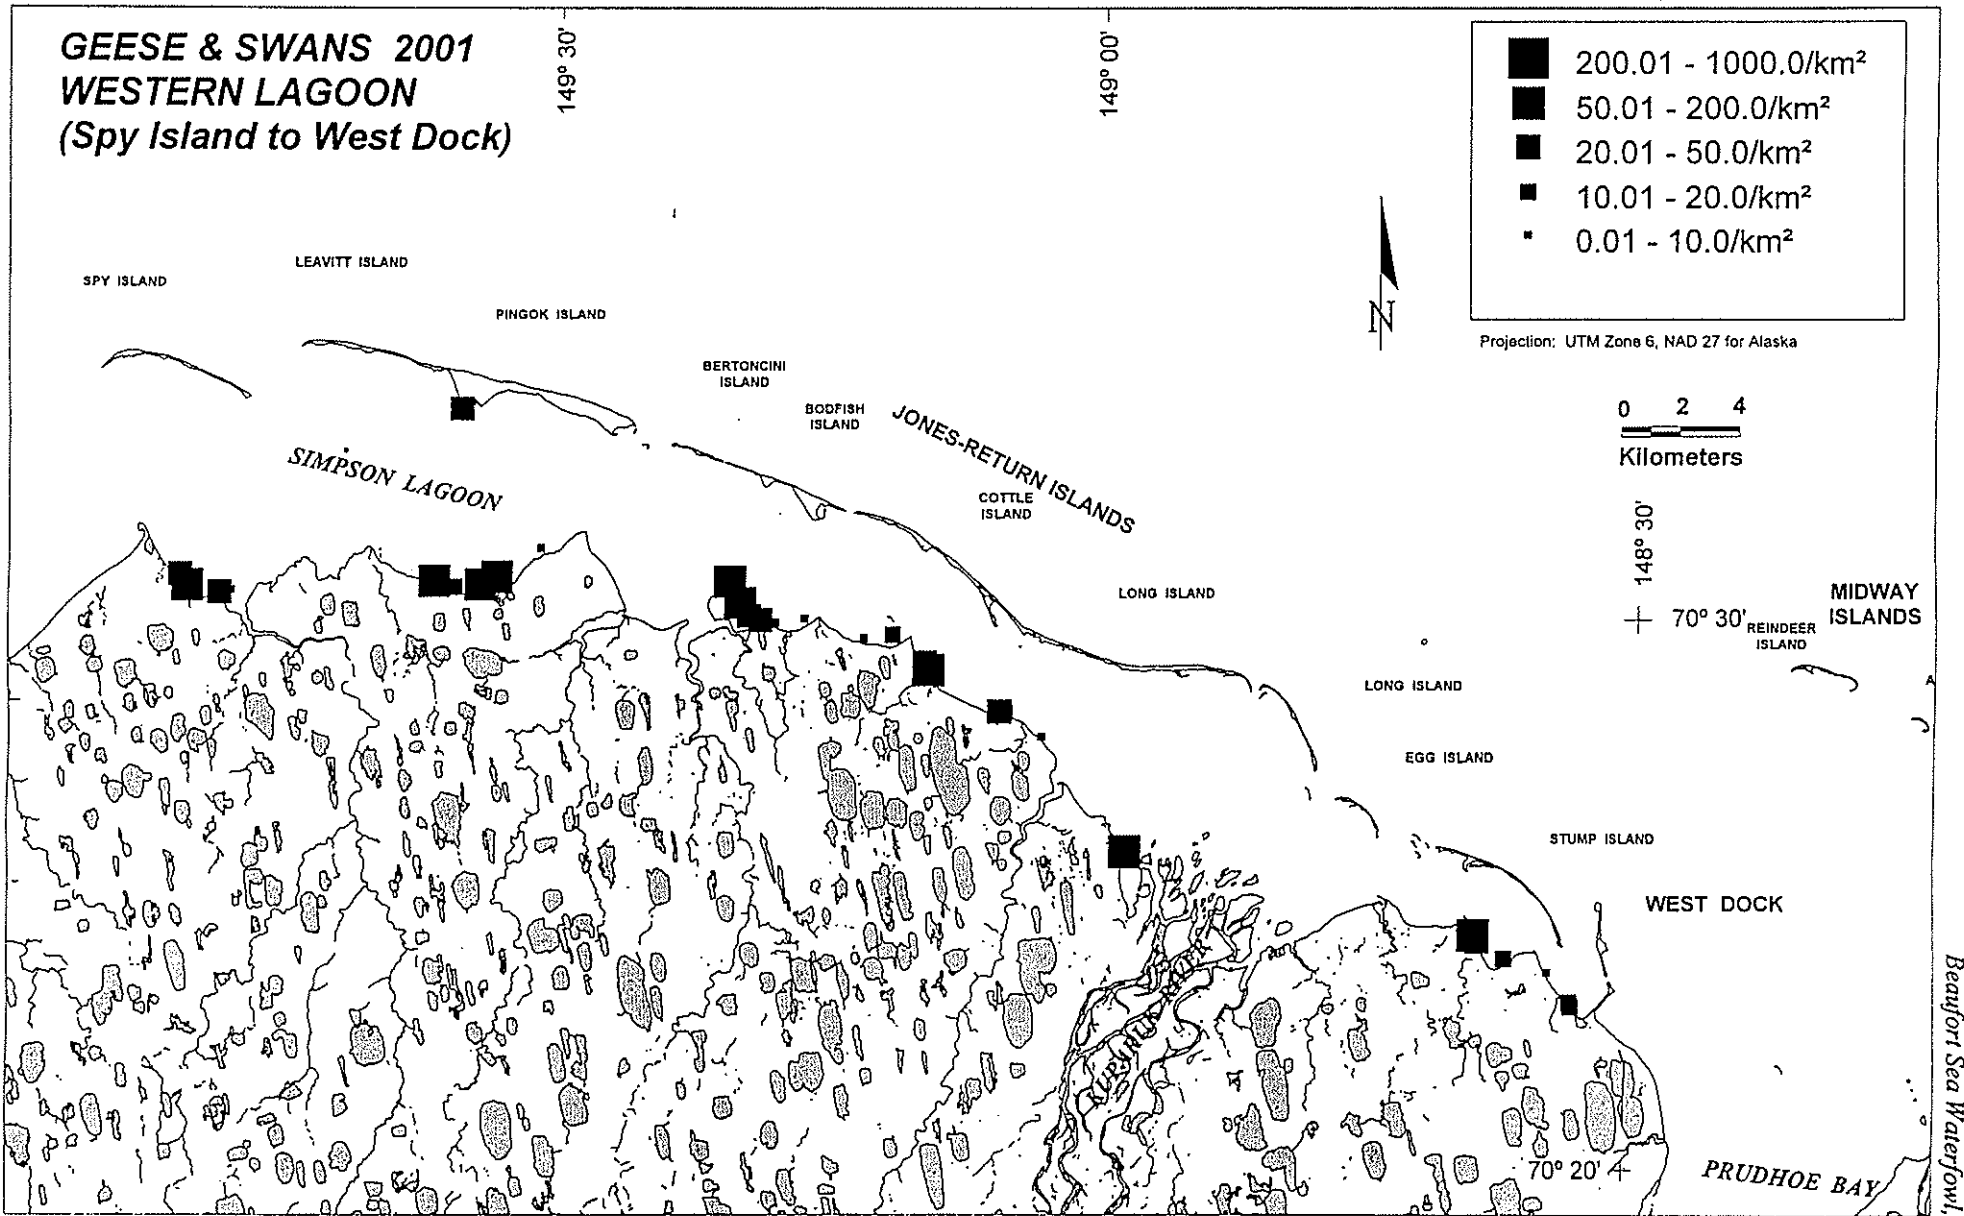 GEESE & SWANS 2001
WESTERN LAGOON
(Spy Island to West Dock)
149° 30'
149° 00'
200.01 - 1000.0/km²
50.01 - 200.0/km²
20.01 - 50.0/km²
10.01 - 20.0/km²
0.01 - 10.0/km²
Projection: UTM Zone 6, NAD 27 for Alaska
N
0 2 4
Kilometers
SPY ISLAND
LEAVITT ISLAND
PINGOK ISLAND
BERTONCINI
ISLAND
BODFISH
ISLAND
JONES-RETURN ISLANDS
SIMPSON LAGOON
COTTLE
ISLAND
LONG ISLAND
148° 30'
70° 30'
REINDEER
ISLAND
MIDWAY
ISLANDS
A
LONG ISLAND
EGG ISLAND
STUMP ISLAND
WEST DOCK
KUPARUK RIVER
70° 20'
PRUDHOE BAY
Beaufort Sea Waterfowl,